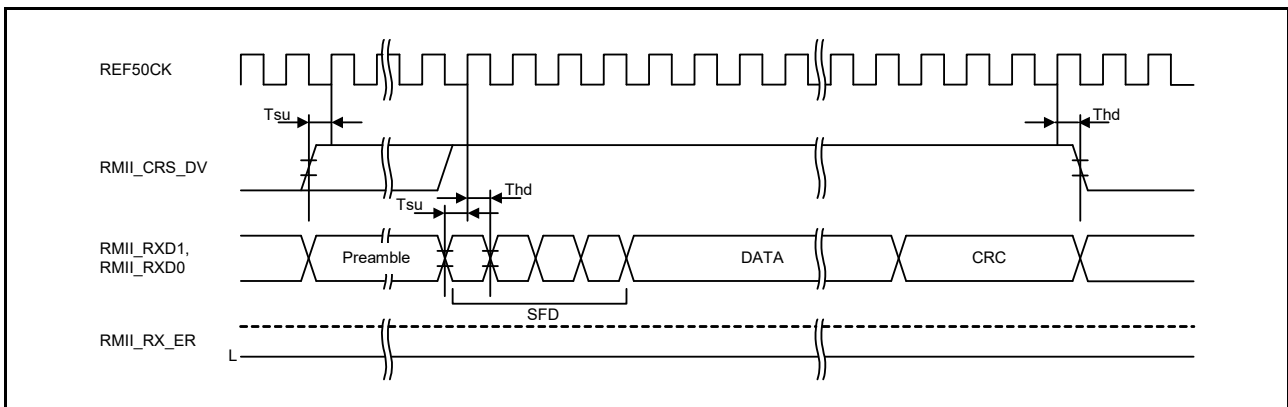 REF50CK
Tsu
Thd
RMII_CRS_DV
Thd
Tsu
RMII_RXD1,
RMII_RXD0
Preamble
DATA
CRC
SFD
RMII_RX_ER
L